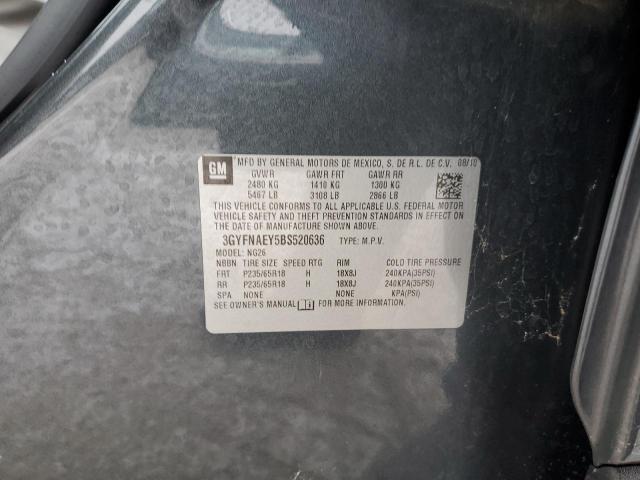 GM MFD BY GENERAL MOTORS DE MEXICO, S. DE R.L. DE C.V. 08/10
GVWR GAWR FRT GAWR RR
2480 KG 1410 KG 1300 KG
5467 LB 3108 LB 2866 LB
THIS VEHICLE CONFORMS TO ALL APPLICABLE U.S. FEDERAL MOTOR
VEHICLE SAFETY AND THEFT PREVENTION STANDARDS IN EFFECT ON
THE DATE OF MANUFACTURE SHOWN ABOVE.
3GYFNAEY5BS520636 TYPE: M.P.V.
MODEL: NG26
NBBN TIRE SIZE SPEED RTG RIM COLD TIRE PRESSURE
FRT P235/65R18 H 18X8J 240KPA(35PSI)
RR P235/65R18 H 18X8J 240KPA(35PSI)
SPA NONE NONE KPA(PSI)
SEE OWNER'S MANUAL FOR MORE INFORMATION.